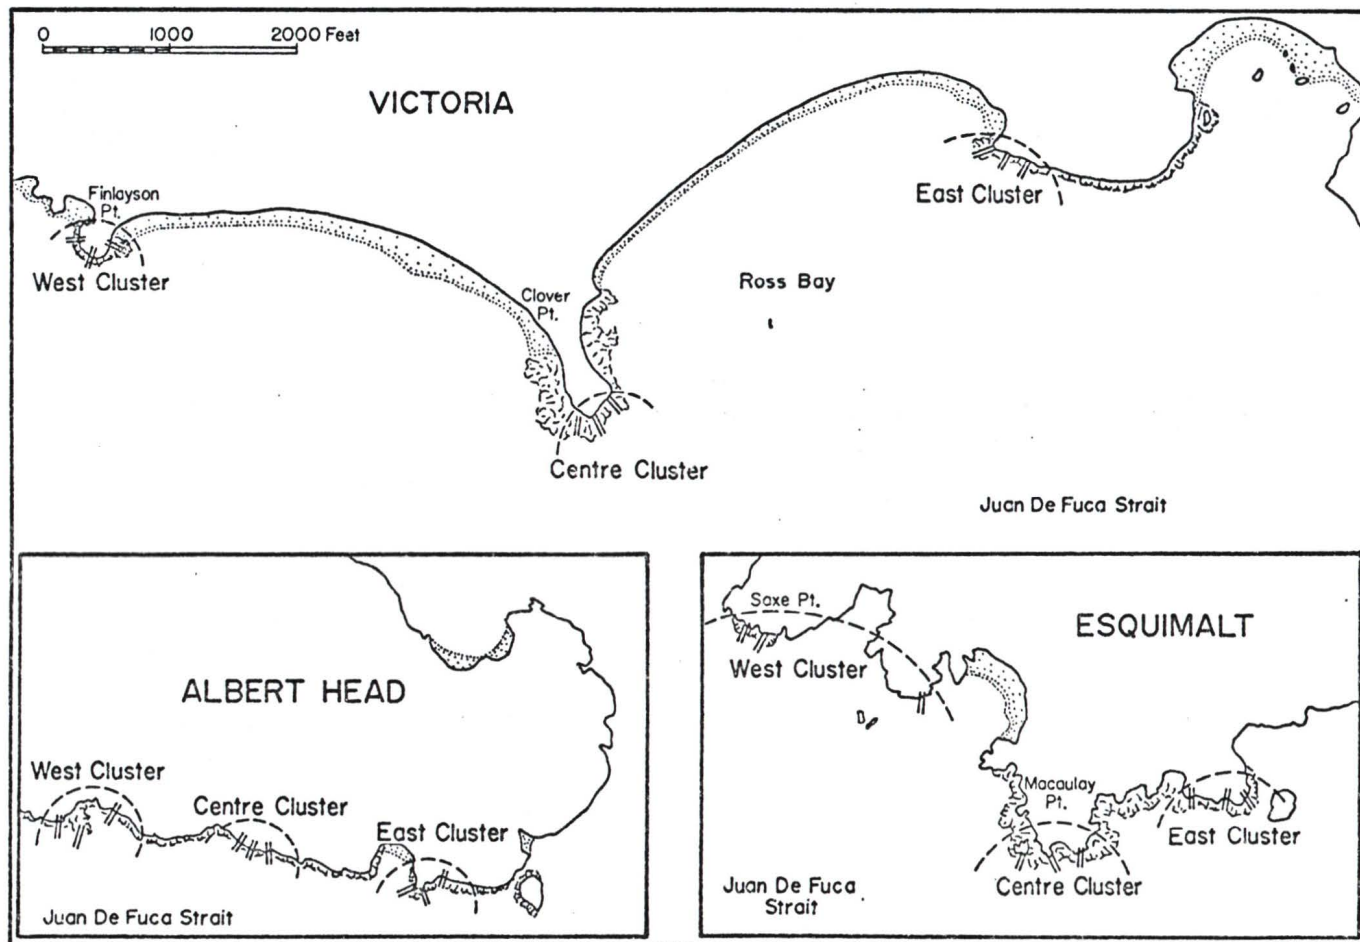 0 1000 2000 Feet
VICTORIA
Finlayson
Pt.
West Cluster
East Cluster
Ross Bay
Clover
Pt.
Centre Cluster
Juan De Fuca Strait
ALBERT HEAD
West Cluster
Centre Cluster
East Cluster
Juan De Fuca Strait
Saxe Pt.
ESQUIMALT
West Cluster
Macaulay
Pt.
East Cluster
Centre Cluster
Juan De Fuca
Strait